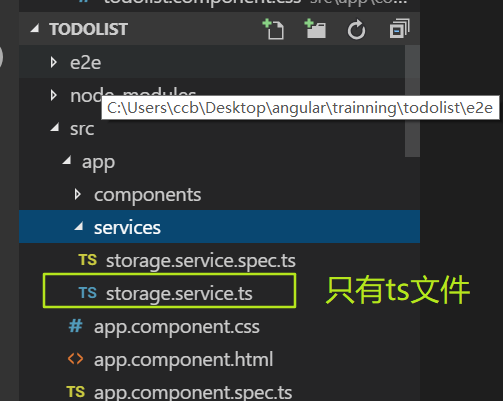 todolist.component.css src\app\co...
TODOLIST
e2e
node_modules
C:\Users\ccb\Desktop\angular\trainning\todolist\e2e
src
app
components
services
TS storage.service.spec.ts
TS storage.service.ts
只有ts文件
# app.component.css
<> app.component.html
TS app.component.spec.ts